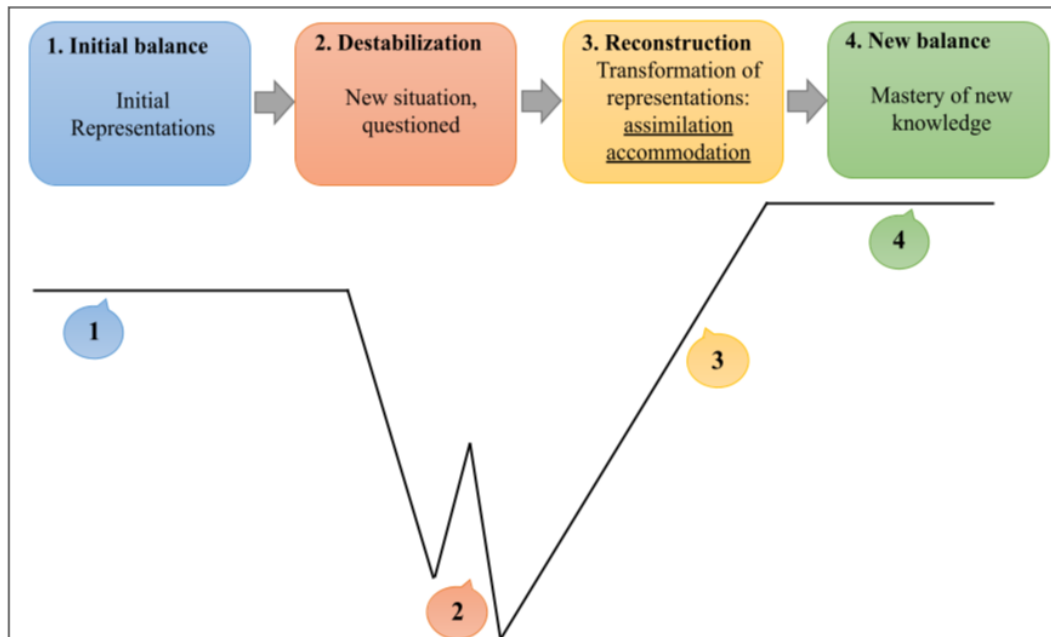 1. Initial balance
Initial
Representations
2. Destabilization
New situation,
questioned
3. Reconstruction
Transformation of
representations:
assimilation
accommodation
4. New balance
Mastery of new
knowledge
1
2
3
4